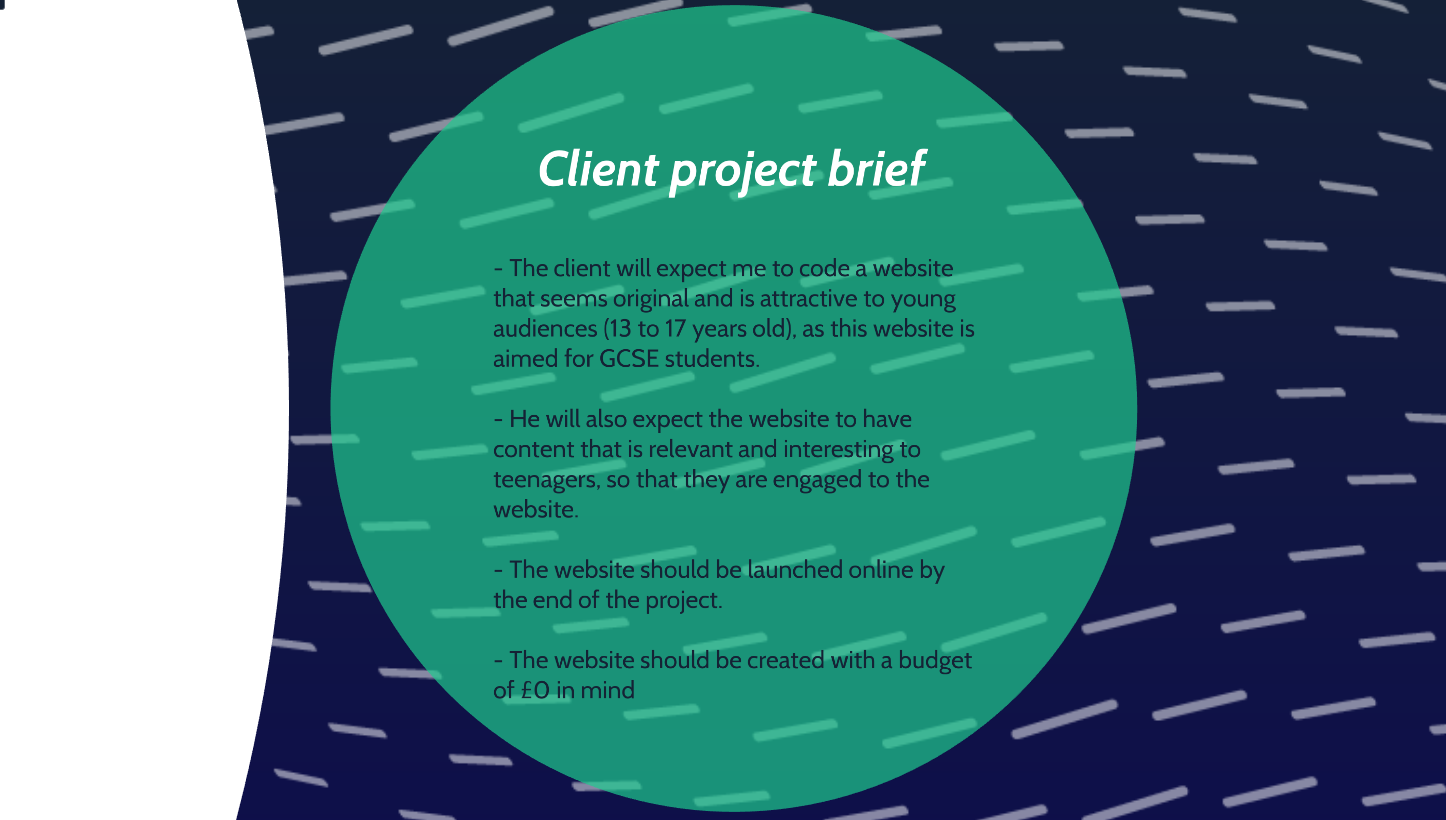 Client project brief
- The client will expect me to code a website
that seems original and is attractive to young
audiences (13 to 17 years old), as this website is
aimed for GCSE students.
- He will also expect the website to have
content that is relevant and interesting to
teenagers, so that they are engaged to the
website.
- The website should be launched online by
the end of the project.
- The website should be created with a budget
of £0 in mind